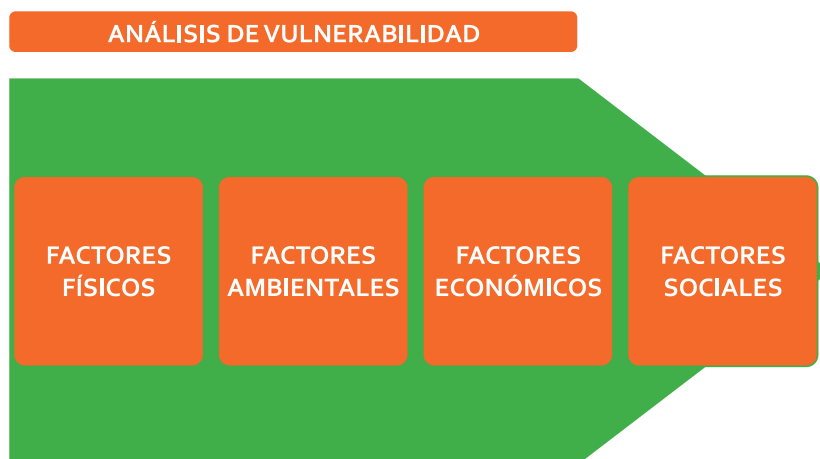 ANÁLISIS DE VULNERABILIDAD
FACTORES
FÍSICOS
FACTORES
AMBIENTALES
FACTORES
ECONÓMICOS
FACTORES
SOCIALES